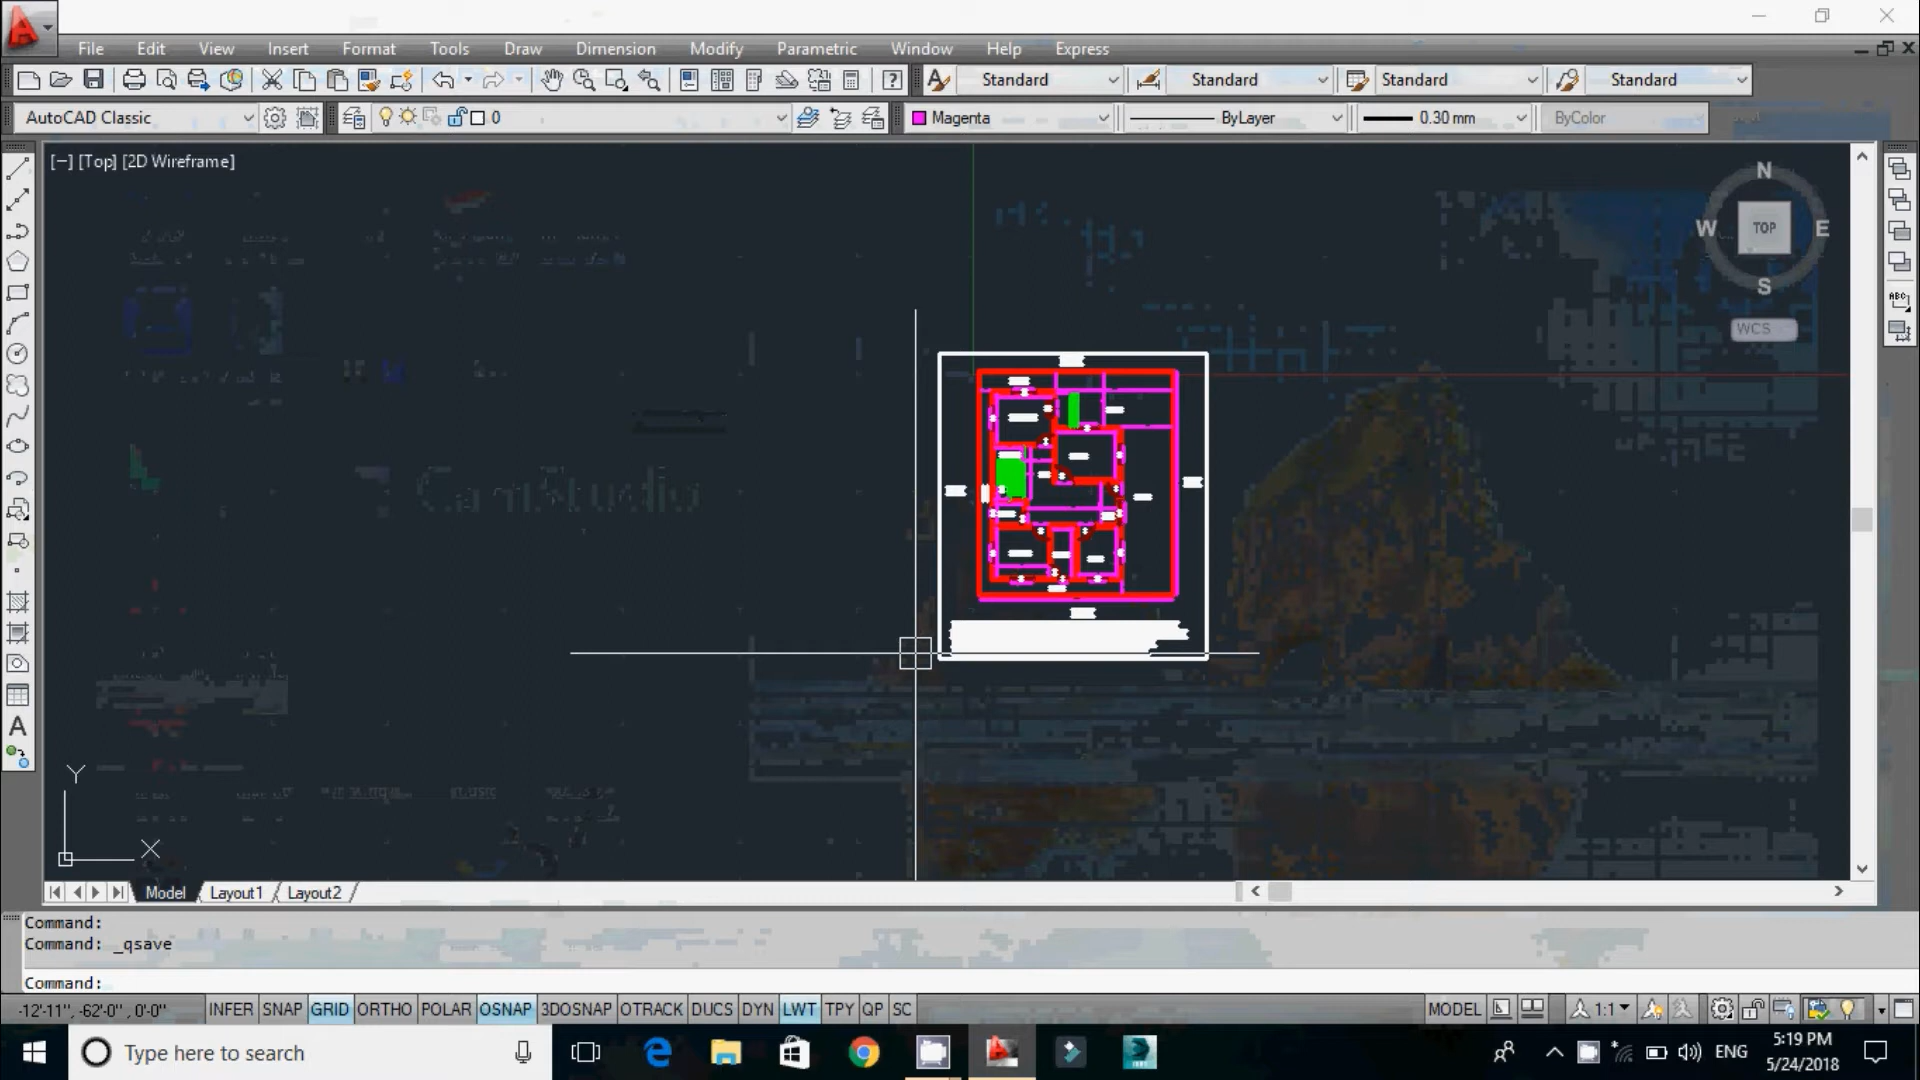 File Edit View Insert Format Tools Draw Dimension Modify Parametric Window Help Express
Standard Standard Standard Standard
AutoCAD Classic 0 Magenta ByLayer 0.30 mm ByColor
[−] [Top] [2D Wireframe]
N
W TOP E
S
WCS
ABC
A
CamStudio
Y
X
Model Layout1 Layout2
Command:
Command: _qsave
Command:
-12'-11", -62'-0" , 0'-0" INFER SNAP GRID ORTHO POLAR OSNAP 3DOSNAP OTRACK DUCS DYN LWT TPY QP SC MODEL 1:1
Type here to search ENG 5:19 PM
5/24/2018